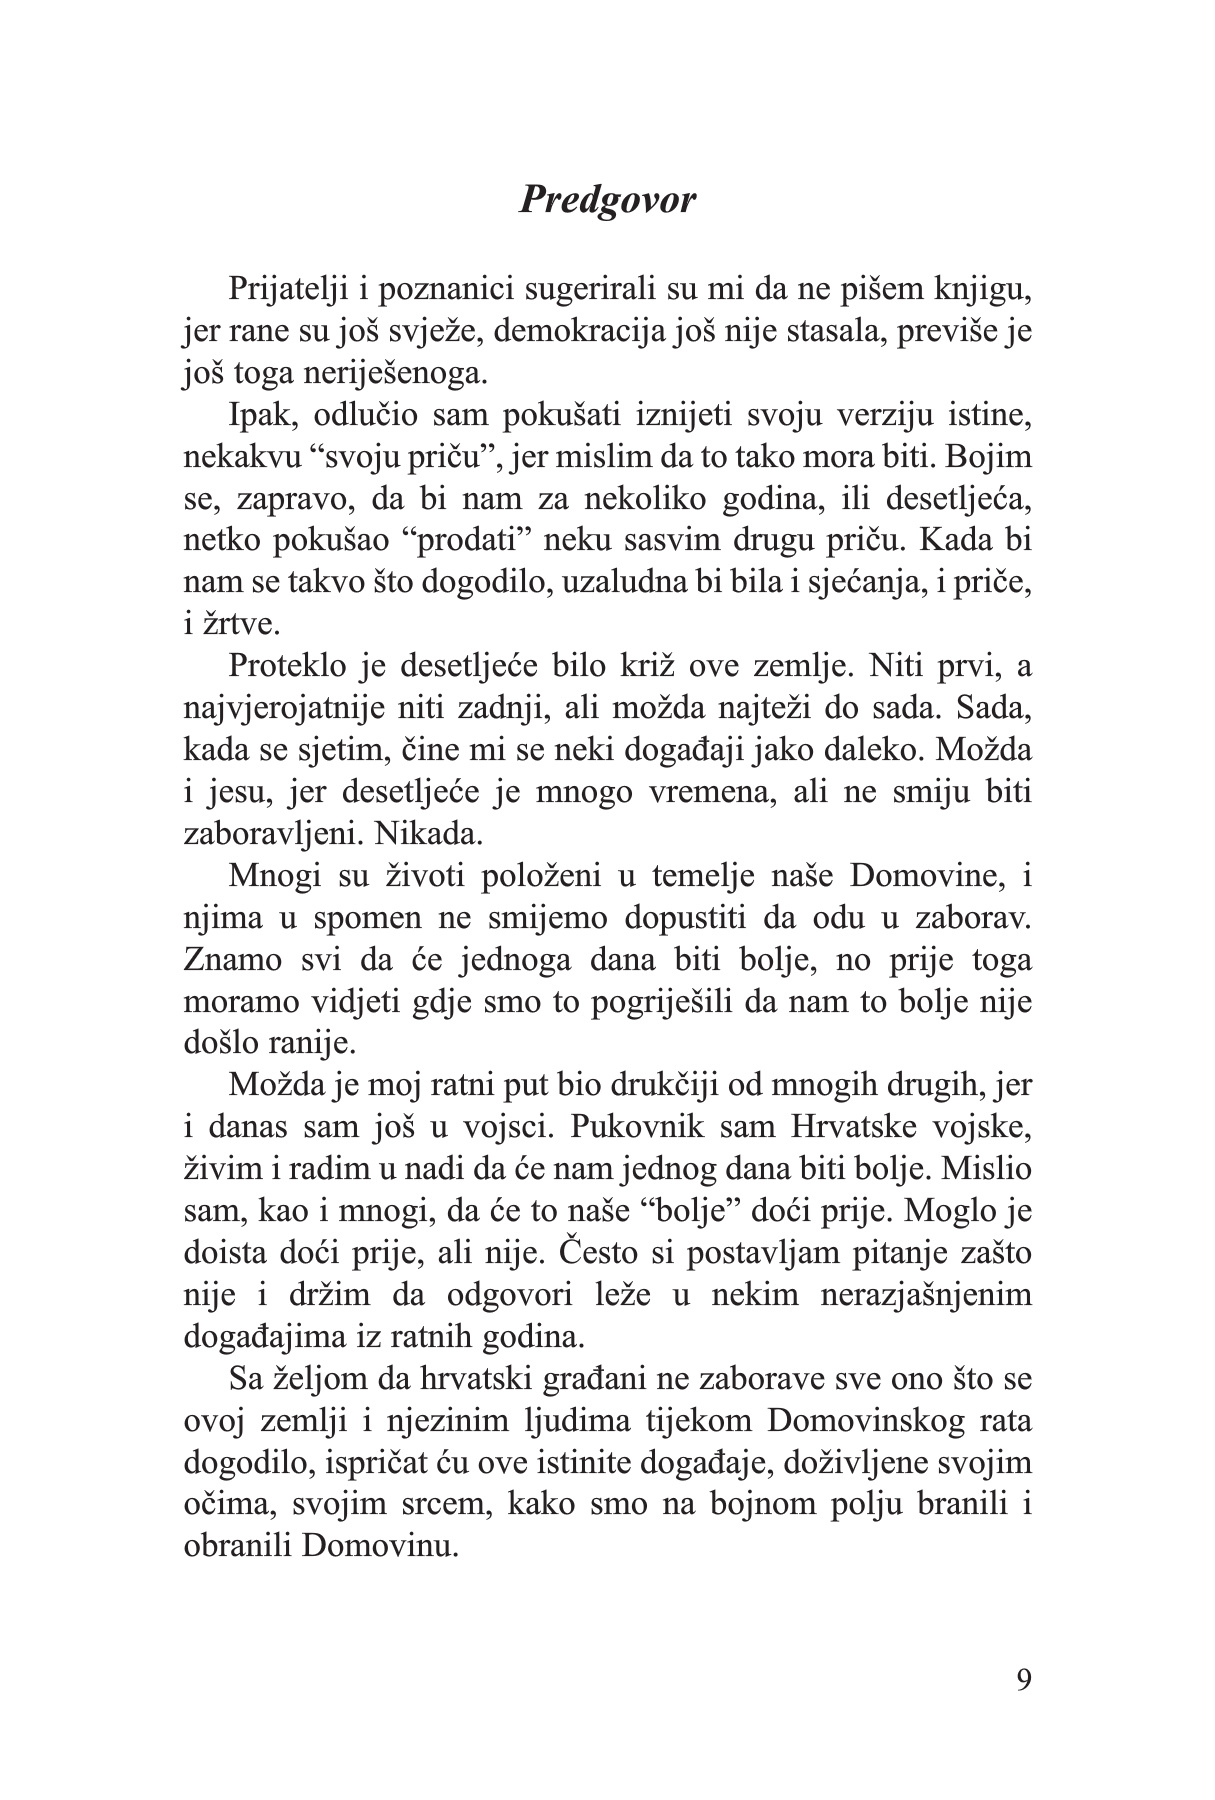 Predgovor
Prijatelji i poznanici sugerirali su mi da ne pišem knjigu,
jer rane su još svježe, demokracija još nije stasala, previše je
još toga neriješenoga.
Ipak, odlučio sam pokušati iznijeti svoju verziju istine,
nekakvu “svoju priču”, jer mislim da to tako mora biti. Bojim
se, zapravo, da bi nam za nekoliko godina, ili desetljeća,
netko pokušao “prodati” neku sasvim drugu priču. Kada bi
nam se takvo što dogodilo, uzaludna bi bila i sjećanja, i priče,
i žrtve.
Proteklo je desetljeće bilo križ ove zemlje. Niti prvi, a
najvjerojatnije niti zadnji, ali možda najteži do sada. Sada,
kada se sjetim, čine mi se neki događaji jako daleko. Možda
i jesu, jer desetljeće je mnogo vremena, ali ne smiju biti
zaboravljeni. Nikada.
Mnogi su životi položeni u temelje naše Domovine, i
njima u spomen ne smijemo dopustiti da odu u zaborav.
Znamo svi da će jednoga dana biti bolje, no prije toga
moramo vidjeti gdje smo to pogriješili da nam to bolje nije
došlo ranije.
Možda je moj ratni put bio drukčiji od mnogih drugih, jer
i danas sam još u vojsci. Pukovnik sam Hrvatske vojske,
živim i radim u nadi da će nam jednog dana biti bolje. Mislio
sam, kao i mnogi, da će to naše “bolje” doći prije. Moglo je
doista doći prije, ali nije. Često si postavljam pitanje zašto
nije i držim da odgovori leže u nekim nerazjašnjenim
događajima iz ratnih godina.
Sa željom da hrvatski građani ne zaborave sve ono što se
ovoj zemlji i njezinim ljudima tijekom Domovinskog rata
dogodilo, ispričat ću ove istinite događaje, doživljene svojim
očima, svojim srcem, kako smo na bojnom polju branili i
obranili Domovinu.
9